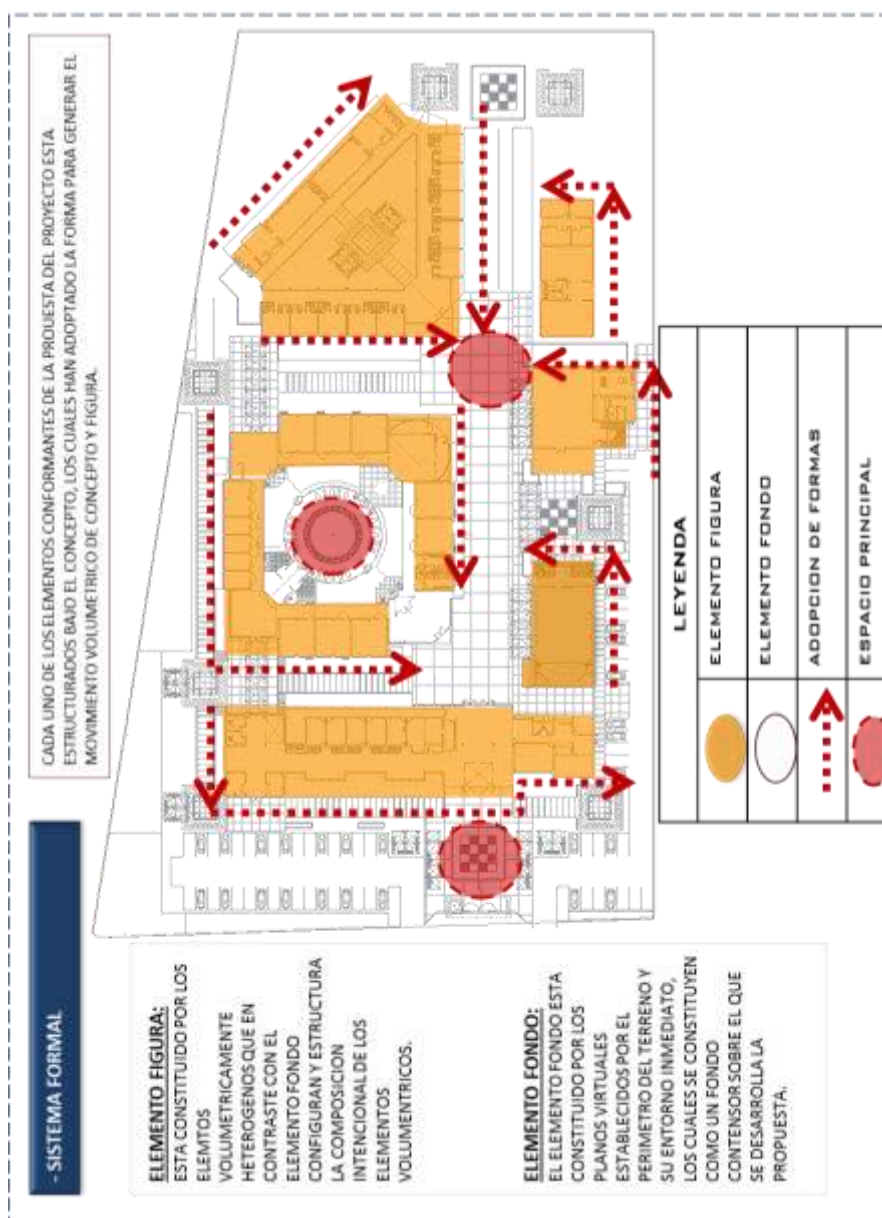 - SISTEMA FORMAL
CADA UNO DE LOS ELEMENTOS CONFORMANTES DE LA PROUESTA DEL PROYECTO ESTA
ESTRUCTURADOS BAJO EL CONCEPTO, LOS CUALES HAN ADOPTADO LA FORMA PARA GENERAR EL
MOVIMIENTO VOLUMETRICO DE CONCEPTO Y FIGURA.
ELEMENTO FIGURA:
ESTA CONSTITUIDO POR LOS
ELEMTOS
VOLUMETRICAMENTE
HETEROGENOS QUE EN
CONTRASTE CON EL
ELEMENTO FONDO
CONFIGURAN Y ESTRUCTURA
LA COMPOSICION
INTENCIONAL DE LOS
ELEMENTOS
VOLUMENTRICOS.
ELEMENTO FONDO:
EL ELEMENTO FONDO ESTA
CONSTITUIDO POR LOS
PLANOS VIRTUALES
ESTABLECIDOS POR EL
PERIMETRO DEL TERRENO Y
SU ENTORNO INMEDIATO,
LOS CUALES SE CONSTITUYEN
COMO UN FONDO
CONTENSOR SOBRE EL QUE
SE DESARROLLA LA
PROPUESTA.
LEYENDA
ELEMENTO FIGURA
ELEMENTO FONDO
ADOPCION DE FORMAS
ESPACIO PRINCIPAL